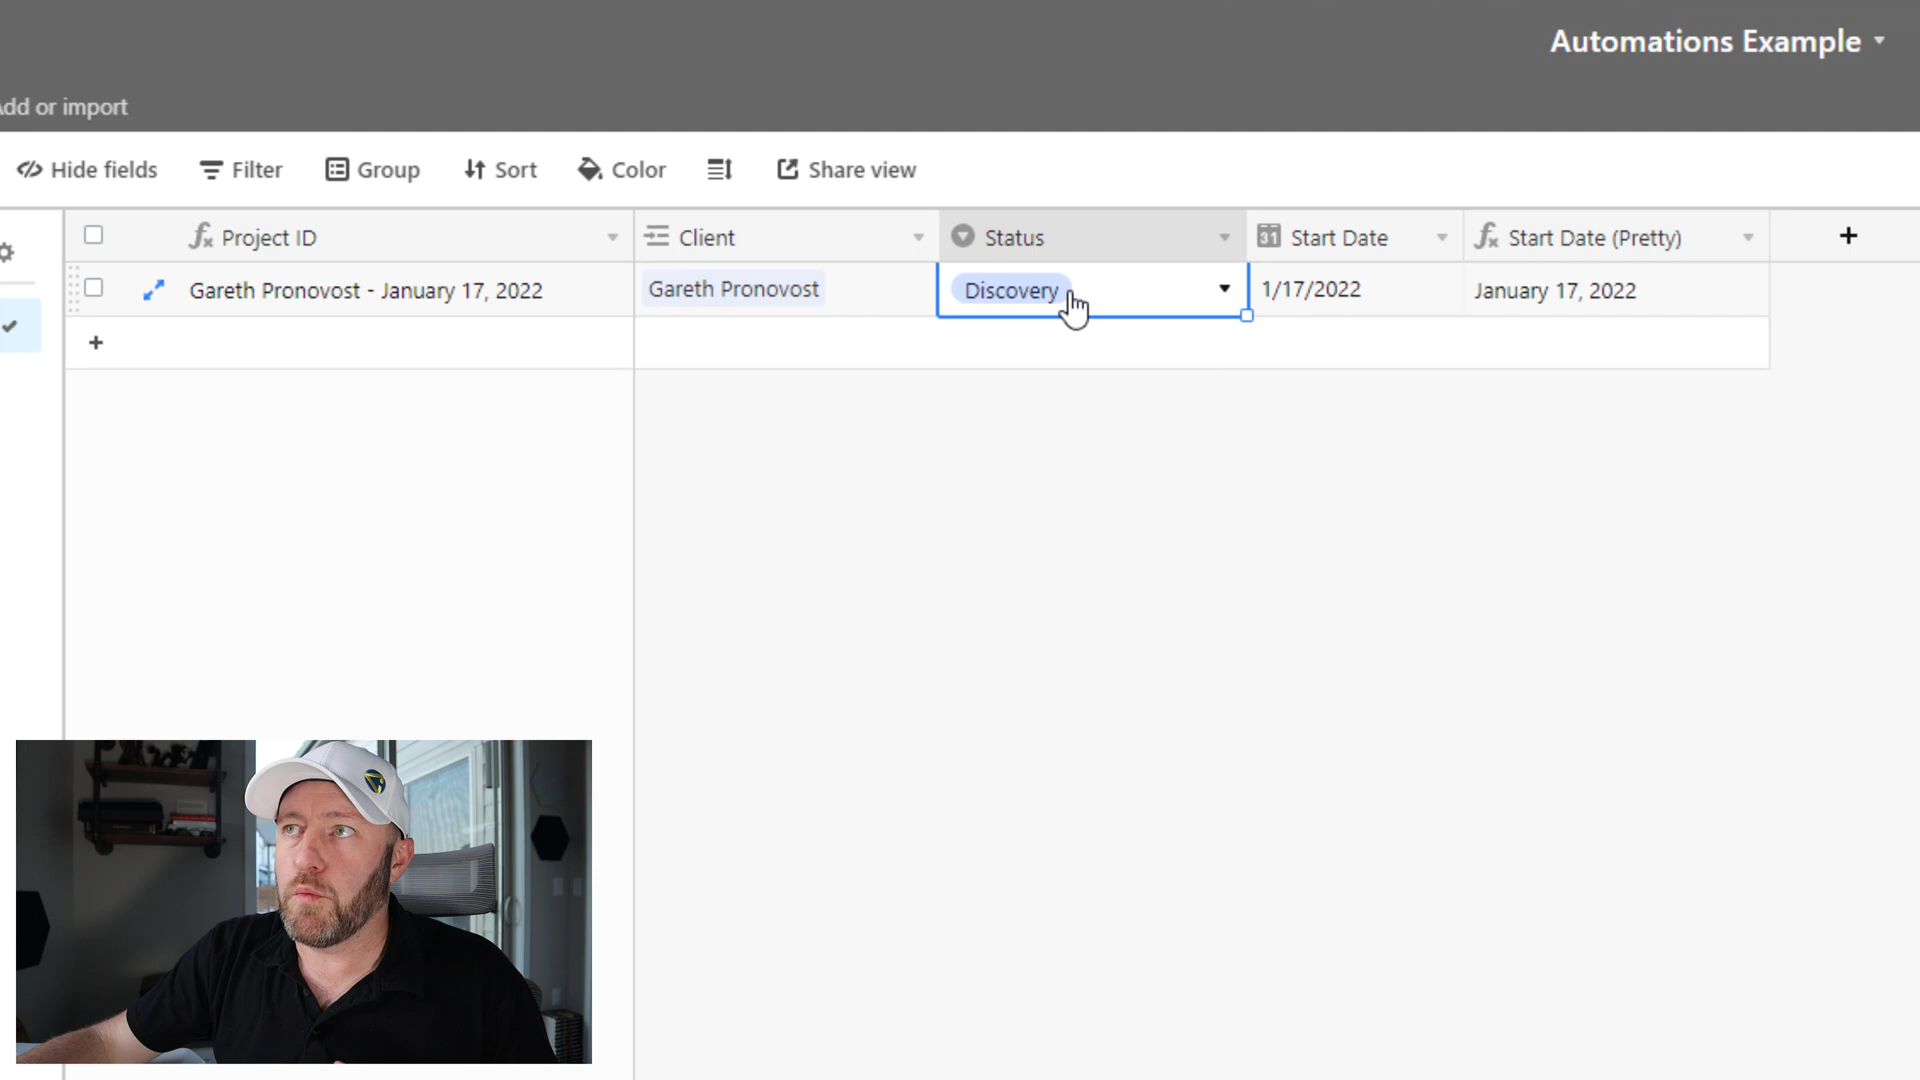 Automations Example
Add or import
Hide fields Filter Group Sort Color Share view
Project ID Client Status 31 Start Date Start Date (Pretty)
Gareth Pronovost - January 17, 2022 Gareth Pronovost Discovery 1/17/2022 January 17, 2022